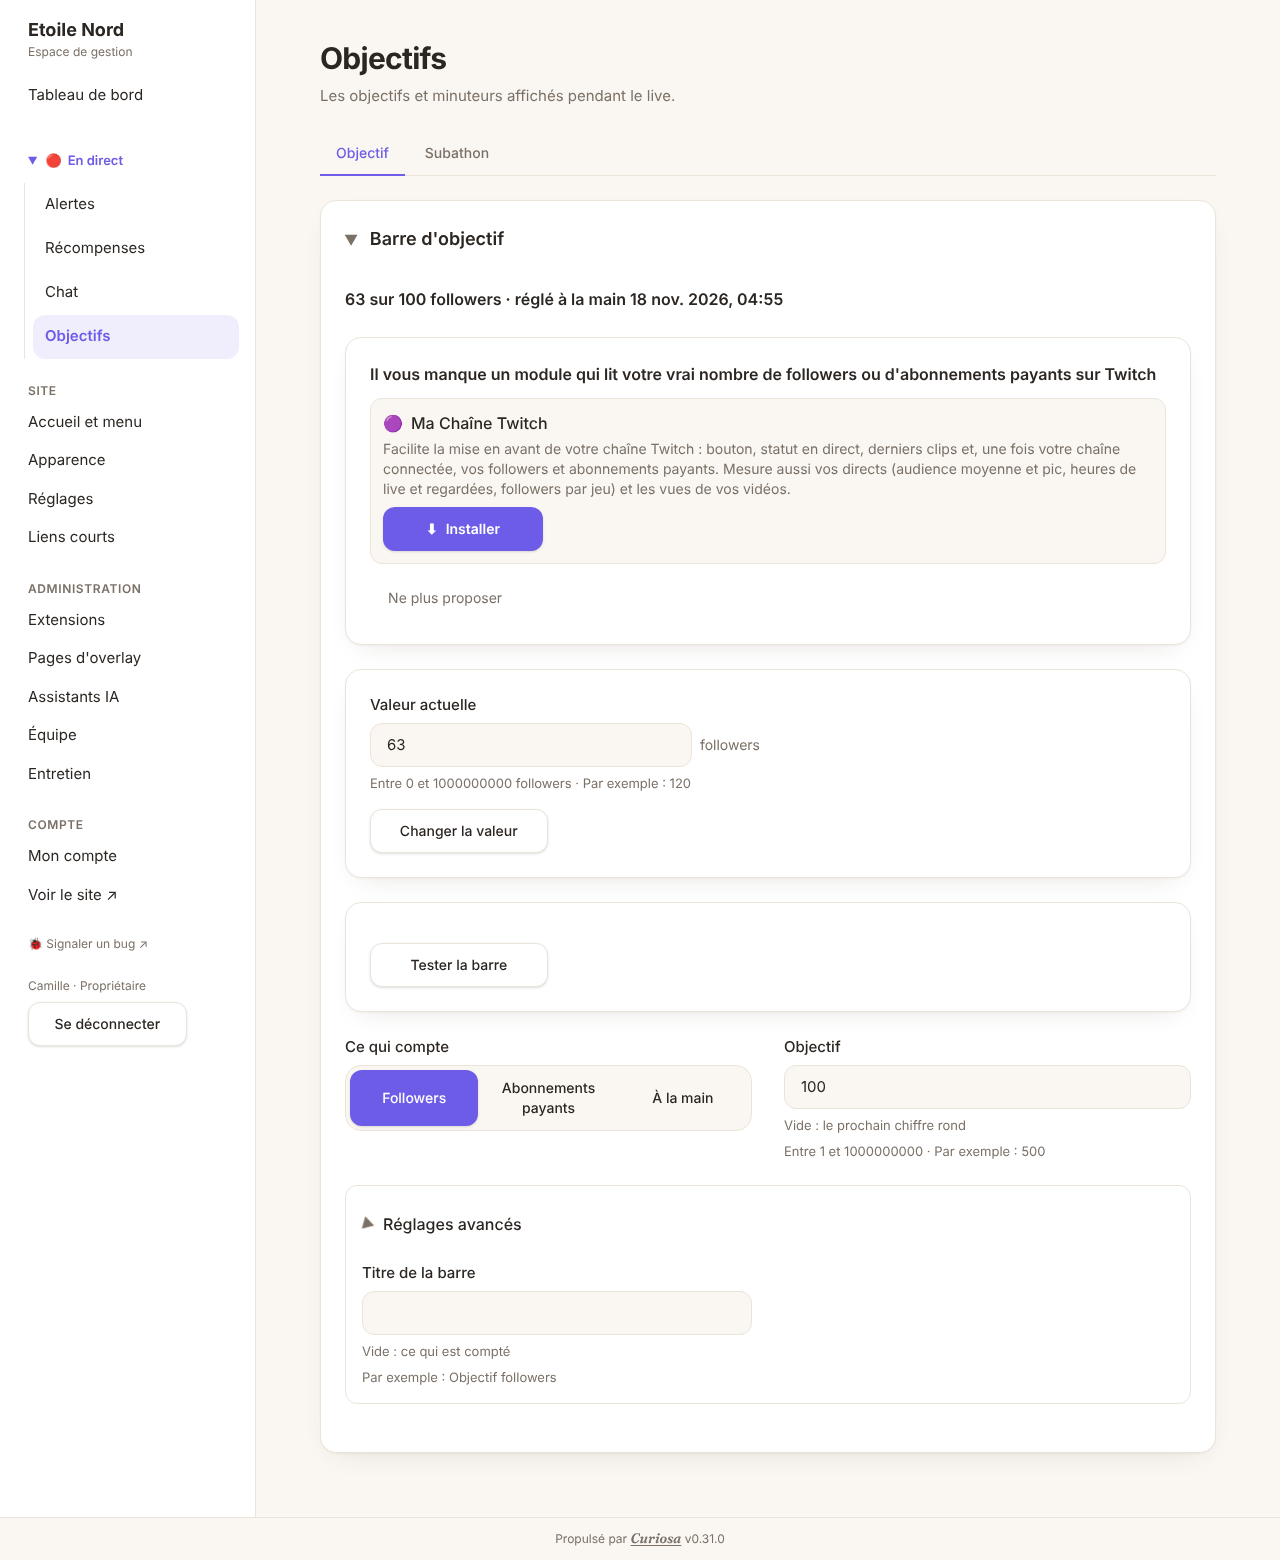 Etoile Nord
Espace de gestion
Tableau de bord
En direct
Alertes
Récompenses
Chat
Objectifs
SITE
Accueil et menu
Apparence
Réglages
Liens courts
ADMINISTRATION
Extensions
Pages d'overlay
Assistants IA
Équipe
Entretien
COMPTE
Mon compte
Voir le site ↗
Signaler un bug ↗
Camille · Propriétaire
Se déconnecter
Objectifs
Les objectifs et minuteurs affichés pendant le live.
Objectif
Subathon
Barre d'objectif
63 sur 100 followers · réglé à la main 18 nov. 2026, 04:55
Il vous manque un module qui lit votre vrai nombre de followers ou d'abonnements payants sur Twitch
Ma Chaîne Twitch
Facilite la mise en avant de votre chaîne Twitch : bouton, statut en direct, derniers clips et, une fois votre chaîne
connectée, vos followers et abonnements payants. Mesure aussi vos directs (audience moyenne et pic, heures de
live et regardées, followers par jeu) et les vues de vos vidéos.
⬇ Installer
Ne plus proposer
Valeur actuelle
63 followers
Entre 0 et 1000000000 followers · Par exemple : 120
Changer la valeur
Tester la barre
Ce qui compte
Followers
Abonnements
payants
À la main
Objectif
100
Vide : le prochain chiffre rond
Entre 1 et 1000000000 · Par exemple : 500
Réglages avancés
Titre de la barre
Vide : ce qui est compté
Par exemple : Objectif followers
Propulsé par Curiosa v0.31.0